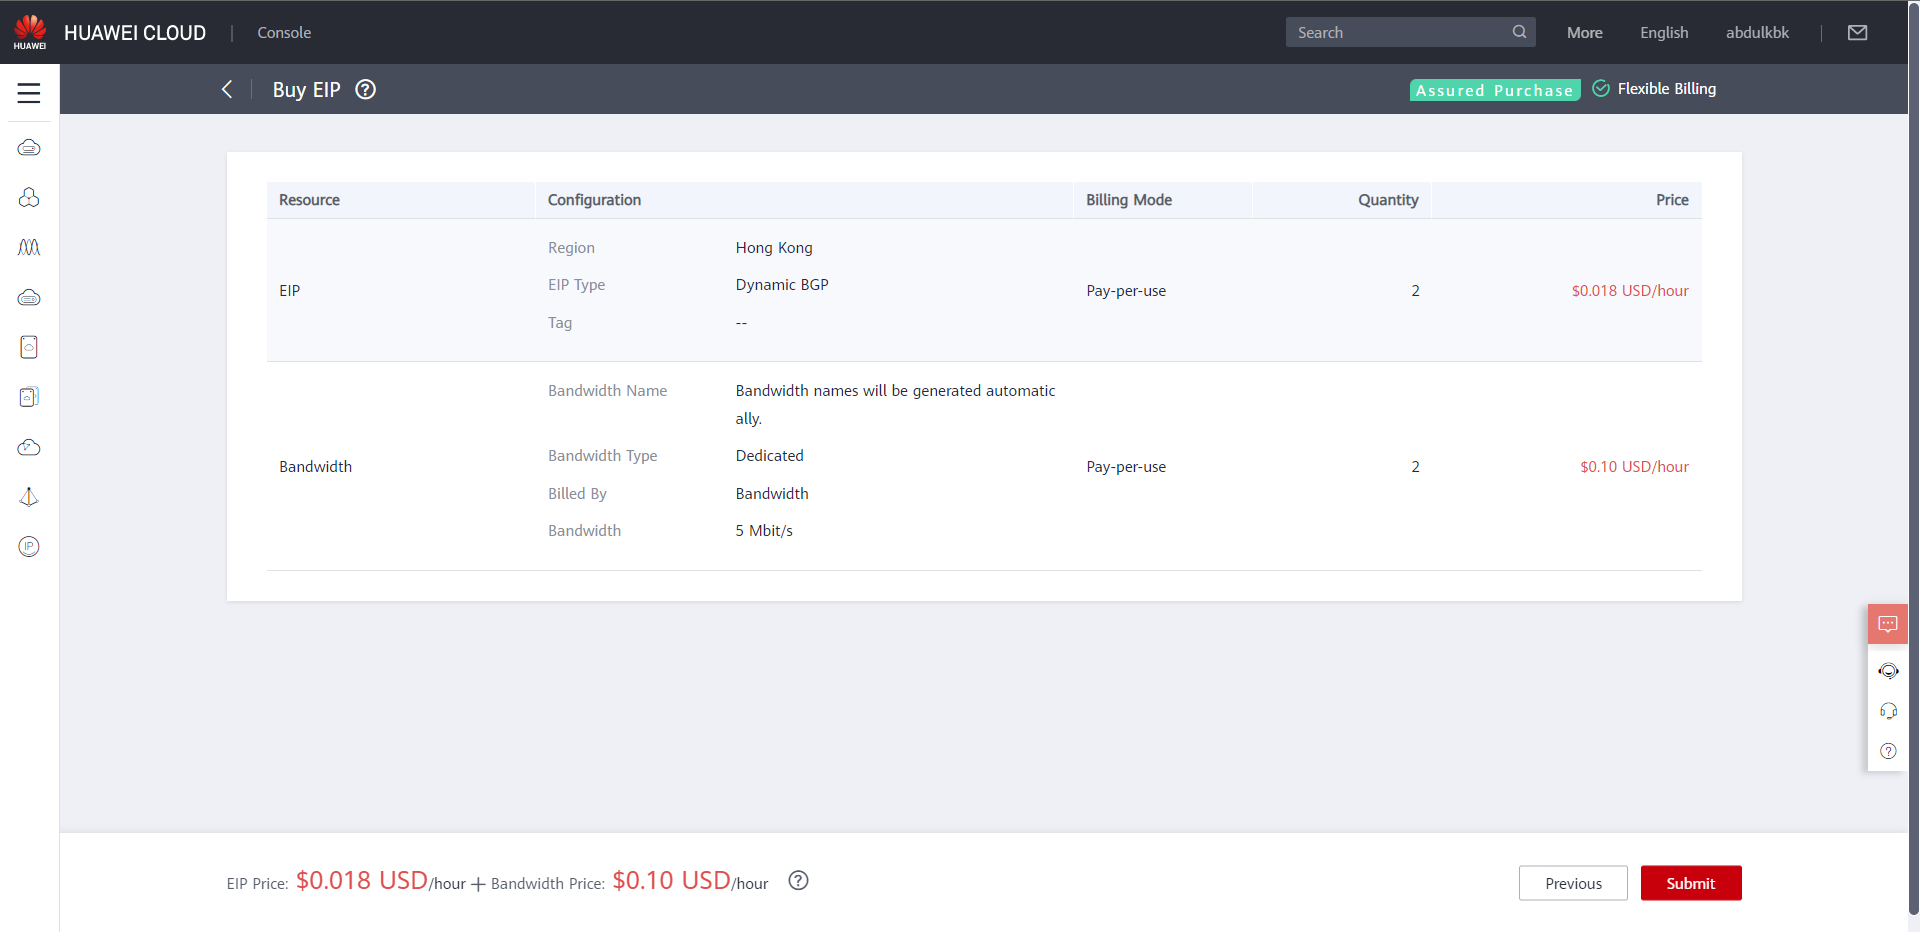 HUAWEI
HUAWEI CLOUD | Console Search More English abdulkbk
Buy EIP Assured Purchase Flexible Billing
Resource Configuration Billing Mode Quantity Price
Region Hong Kong
EIP Type Dynamic BGP
EIP Pay-per-use 2 $0.018 USD/hour
Tag --
Bandwidth Name Bandwidth names will be generated automatic
ally.
Bandwidth Type Dedicated
Bandwidth Pay-per-use 2 $0.10 USD/hour
Billed By Bandwidth
Bandwidth 5 Mbit/s
IP
EIP Price: $0.018 USD/hour + Bandwidth Price: $0.10 USD/hour Previous Submit